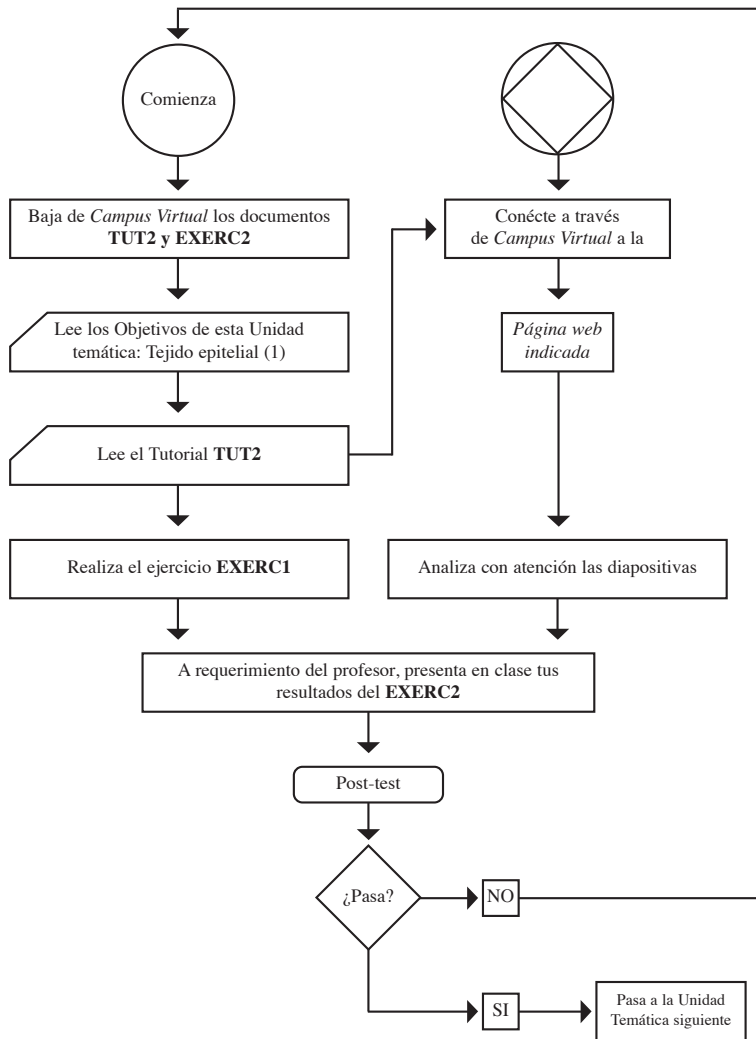 Comienza
Baja de Campus Virtual los documentos
TUT2 y EXERC2
Conécte a través
de Campus Virtual a la
Lee los Objetivos de esta Unidad
temática: Tejido epitelial (1)
Página web
indicada
Lee el Tutorial TUT2
Realiza el ejercicio EXERC1
Analiza con atención las diapositivas
A requerimiento del profesor, presenta en clase tus
resultados del EXERC2
Post-test
¿Pasa?
NO
SI
Pasa a la Unidad
Temática siguiente